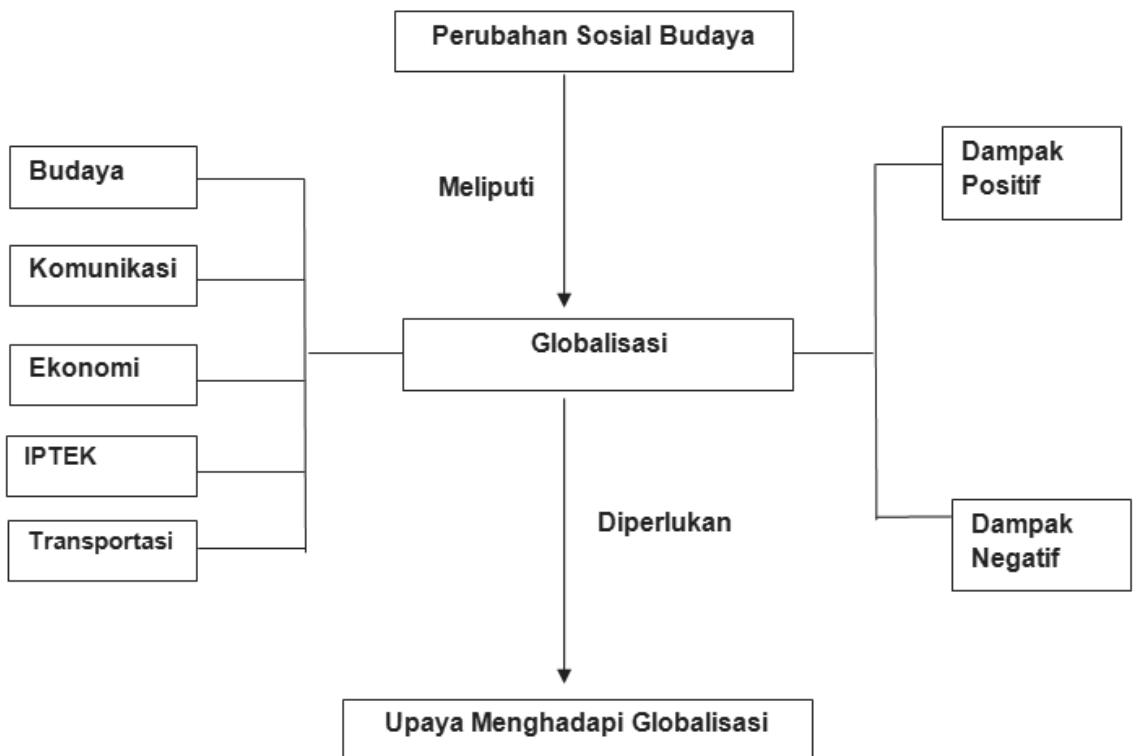 Perubahan Sosial Budaya
Meliputi
Budaya
Komunikasi
Ekonomi
IPTEK
Transportasi
Globalisasi
Dampak
Positif
Dampak
Negatif
Diperlukan
Upaya Menghadapi Globalisasi